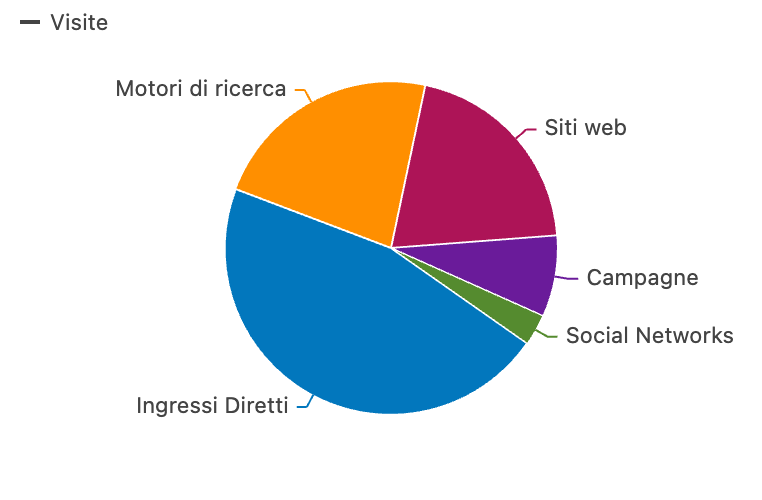 Visite
Motori di ricerca
Siti web
Campagne
Social Networks
Ingressi Diretti